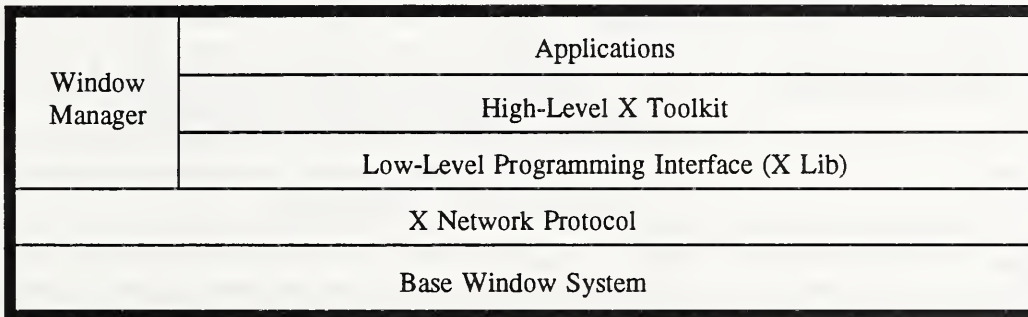 Window
Manager
Applications
High-Level X Toolkit
Low-Level Programming Interface (X Lib)
X Network Protocol
Base Window System